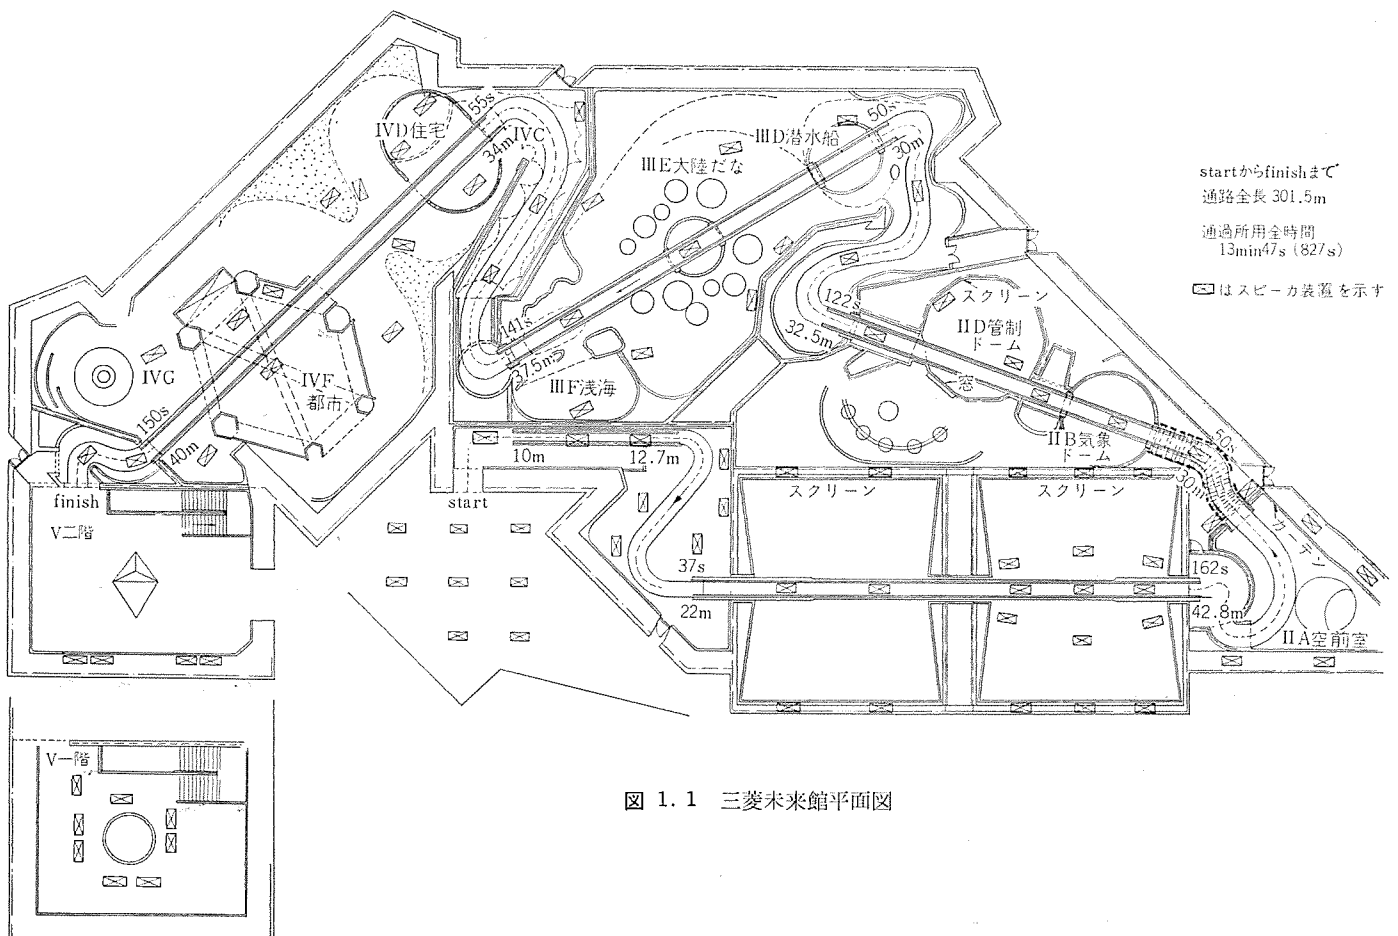 IVD住宅
55s
34m
IVC
IIIE大陸だな
IIID潜水船
50s
30m
startからfinishまで
通路全長 301.5m
通過所用全時間
13min47s (827s)
はスピーカ装置を示す
スクリーン
IID管制
ドーム
122s
32.5m
窓
IIB気象
ドーム
50s
30m
カーテン
141s
37.5m
IIIF浅海
IVG
IVF
都市
150s
40m
finish
V二階
10m
12.7m
start
スクリーン
スクリーン
37s
22m
162s
42.8m
IIA空前室
V一階
図 1.1 三菱未来館平面図